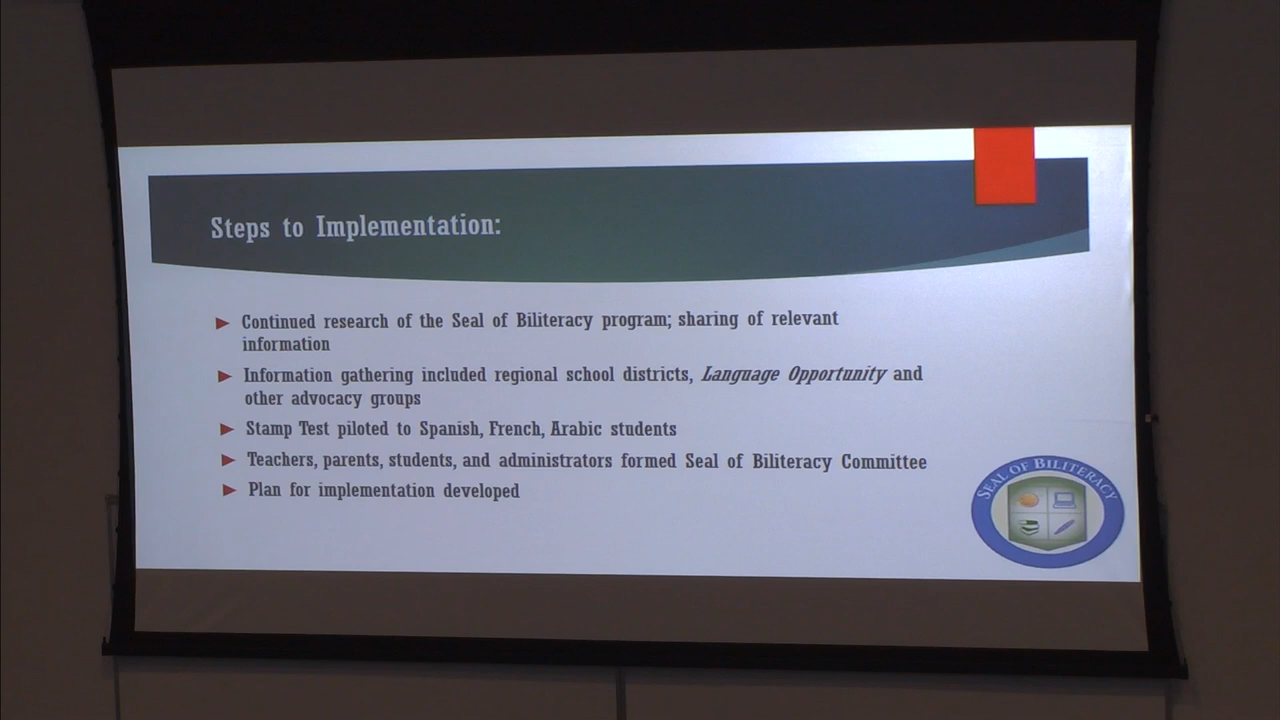 Steps to Implementation:
Continued research of the Seal of Biliteracy program; sharing of relevant
information
Information gathering included regional school districts, Language Opportunity and
other advocacy groups
Stamp Test piloted to Spanish, French, Arabic students
Teachers, parents, students, and administrators formed Seal of Biliteracy Committee
Plan for implementation developed
SEAL OF BILITERACY